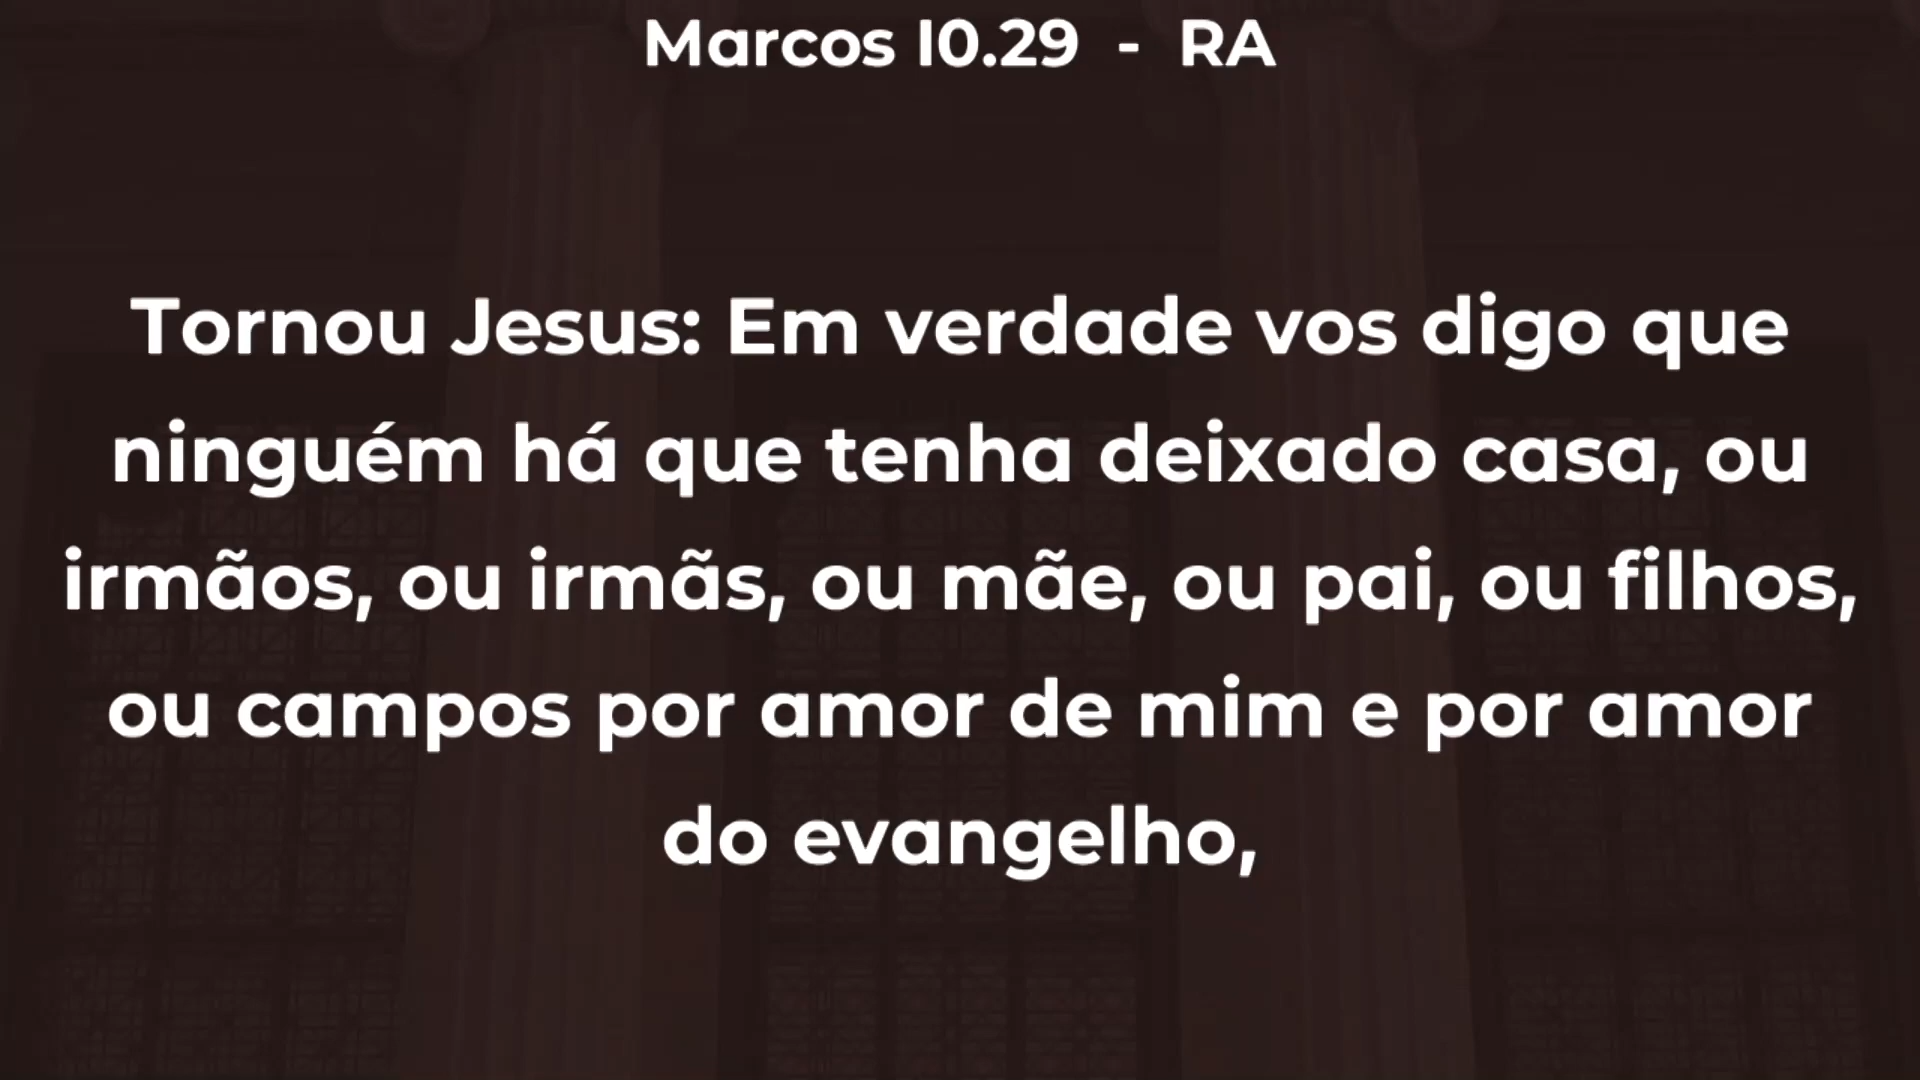 Marcos I0.29 - RA
Tornou Jesus: Em verdade vos digo que
ninguém há que tenha deixado casa, ou
irmãos, ou irmãs, ou mãe, ou pai, ou filhos,
ou campos por amor de mim e por amor
do evangelho,